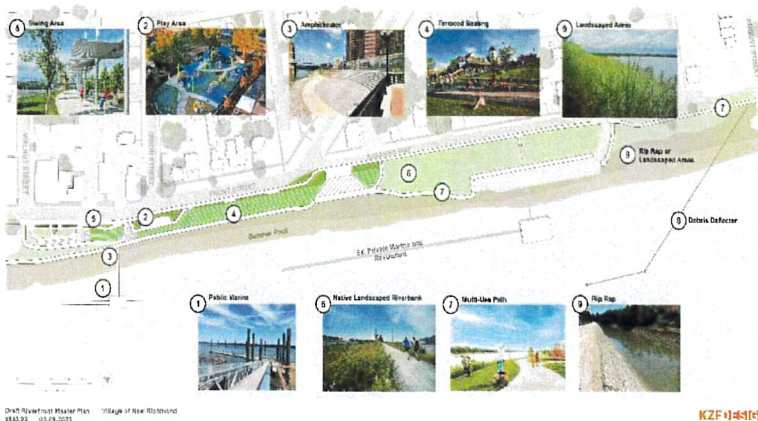 5 Swing Area
2 Play Area
3 Amphitheater
4 Terraced Seating
9 Landscaped Areas
7
9 Rip Rap or
Landscaped Areas
6
7
5
2
4
8 Debris Deflector
Summer Pool
3
Ex. Private Marina and
Restaurant
1
1 Public Marina
6 Native Landscaped Riverbank
7 Multi-Use Path
9 Rip Rap
Draft Riverfront Master Plan Village of New Richmond
KZF DESIGN